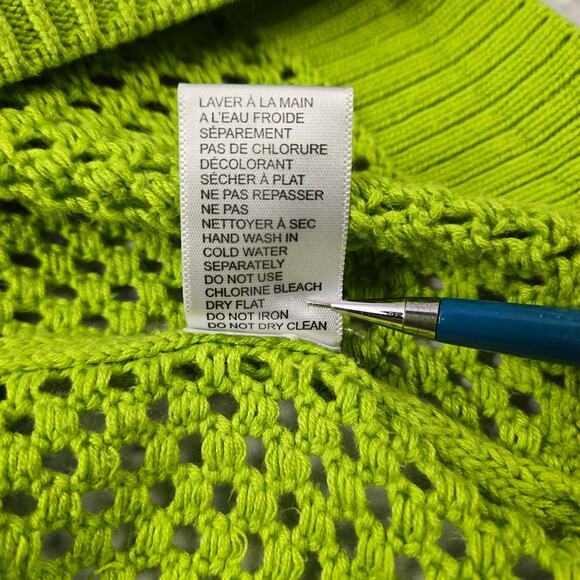 LAVER À LA MAIN
A L'EAU FROIDE
SÉPAREMENT
PAS DE CHLORURE
DÉCOLORANT
SÉCHER À PLAT
NE PAS REPASSER
NE PAS
NETTOYER À SEC
HAND WASH IN
COLD WATER
SEPARATELY
DO NOT USE
CHLORINE BLEACH
DRY FLAT
DO NOT IRON
DO NOT DRY CLEAN